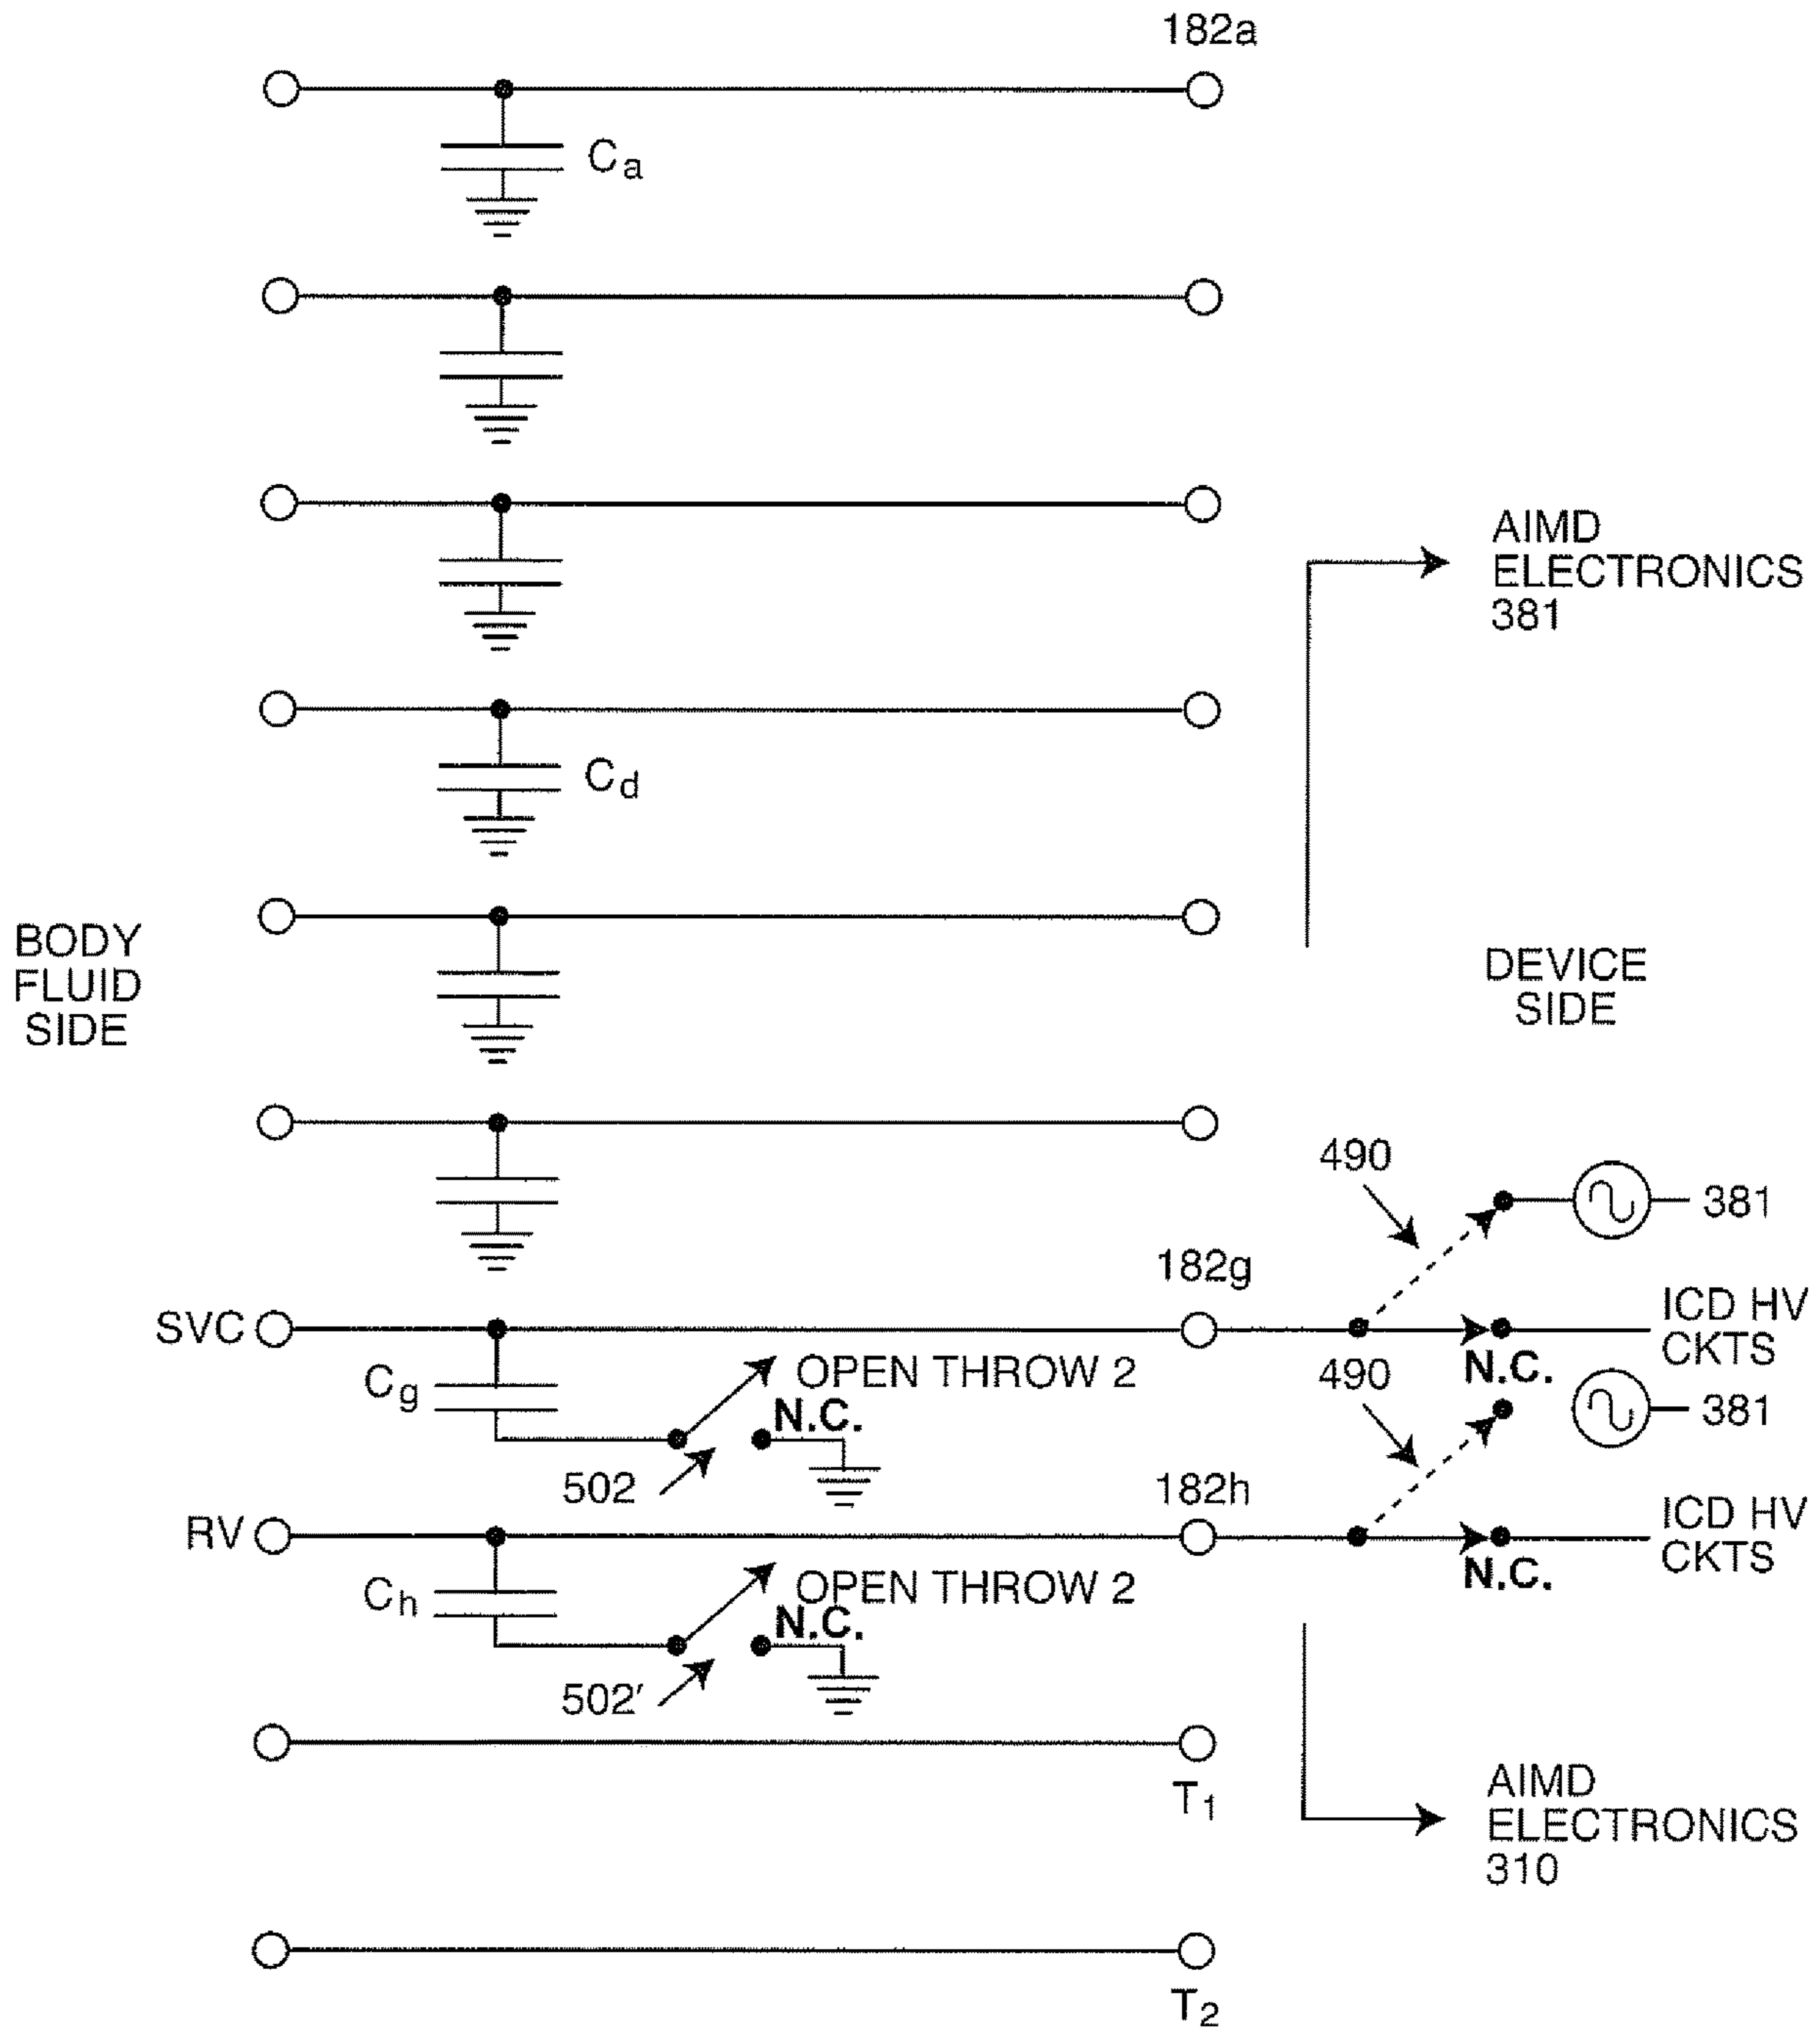 182a
Ca
AIMD
ELECTRONICS
381
Cd
BODY
FLUID
SIDE
DEVICE
SIDE
490
381
182g
SVC
ICD HV
CKTS
Cg
OPEN THROW 2
N.C.
490
N.C.
381
502
182h
RV
ICD HV
CKTS
Ch
OPEN THROW 2
N.C.
N.C.
502'
T1
AIMD
ELECTRONICS
310
T2